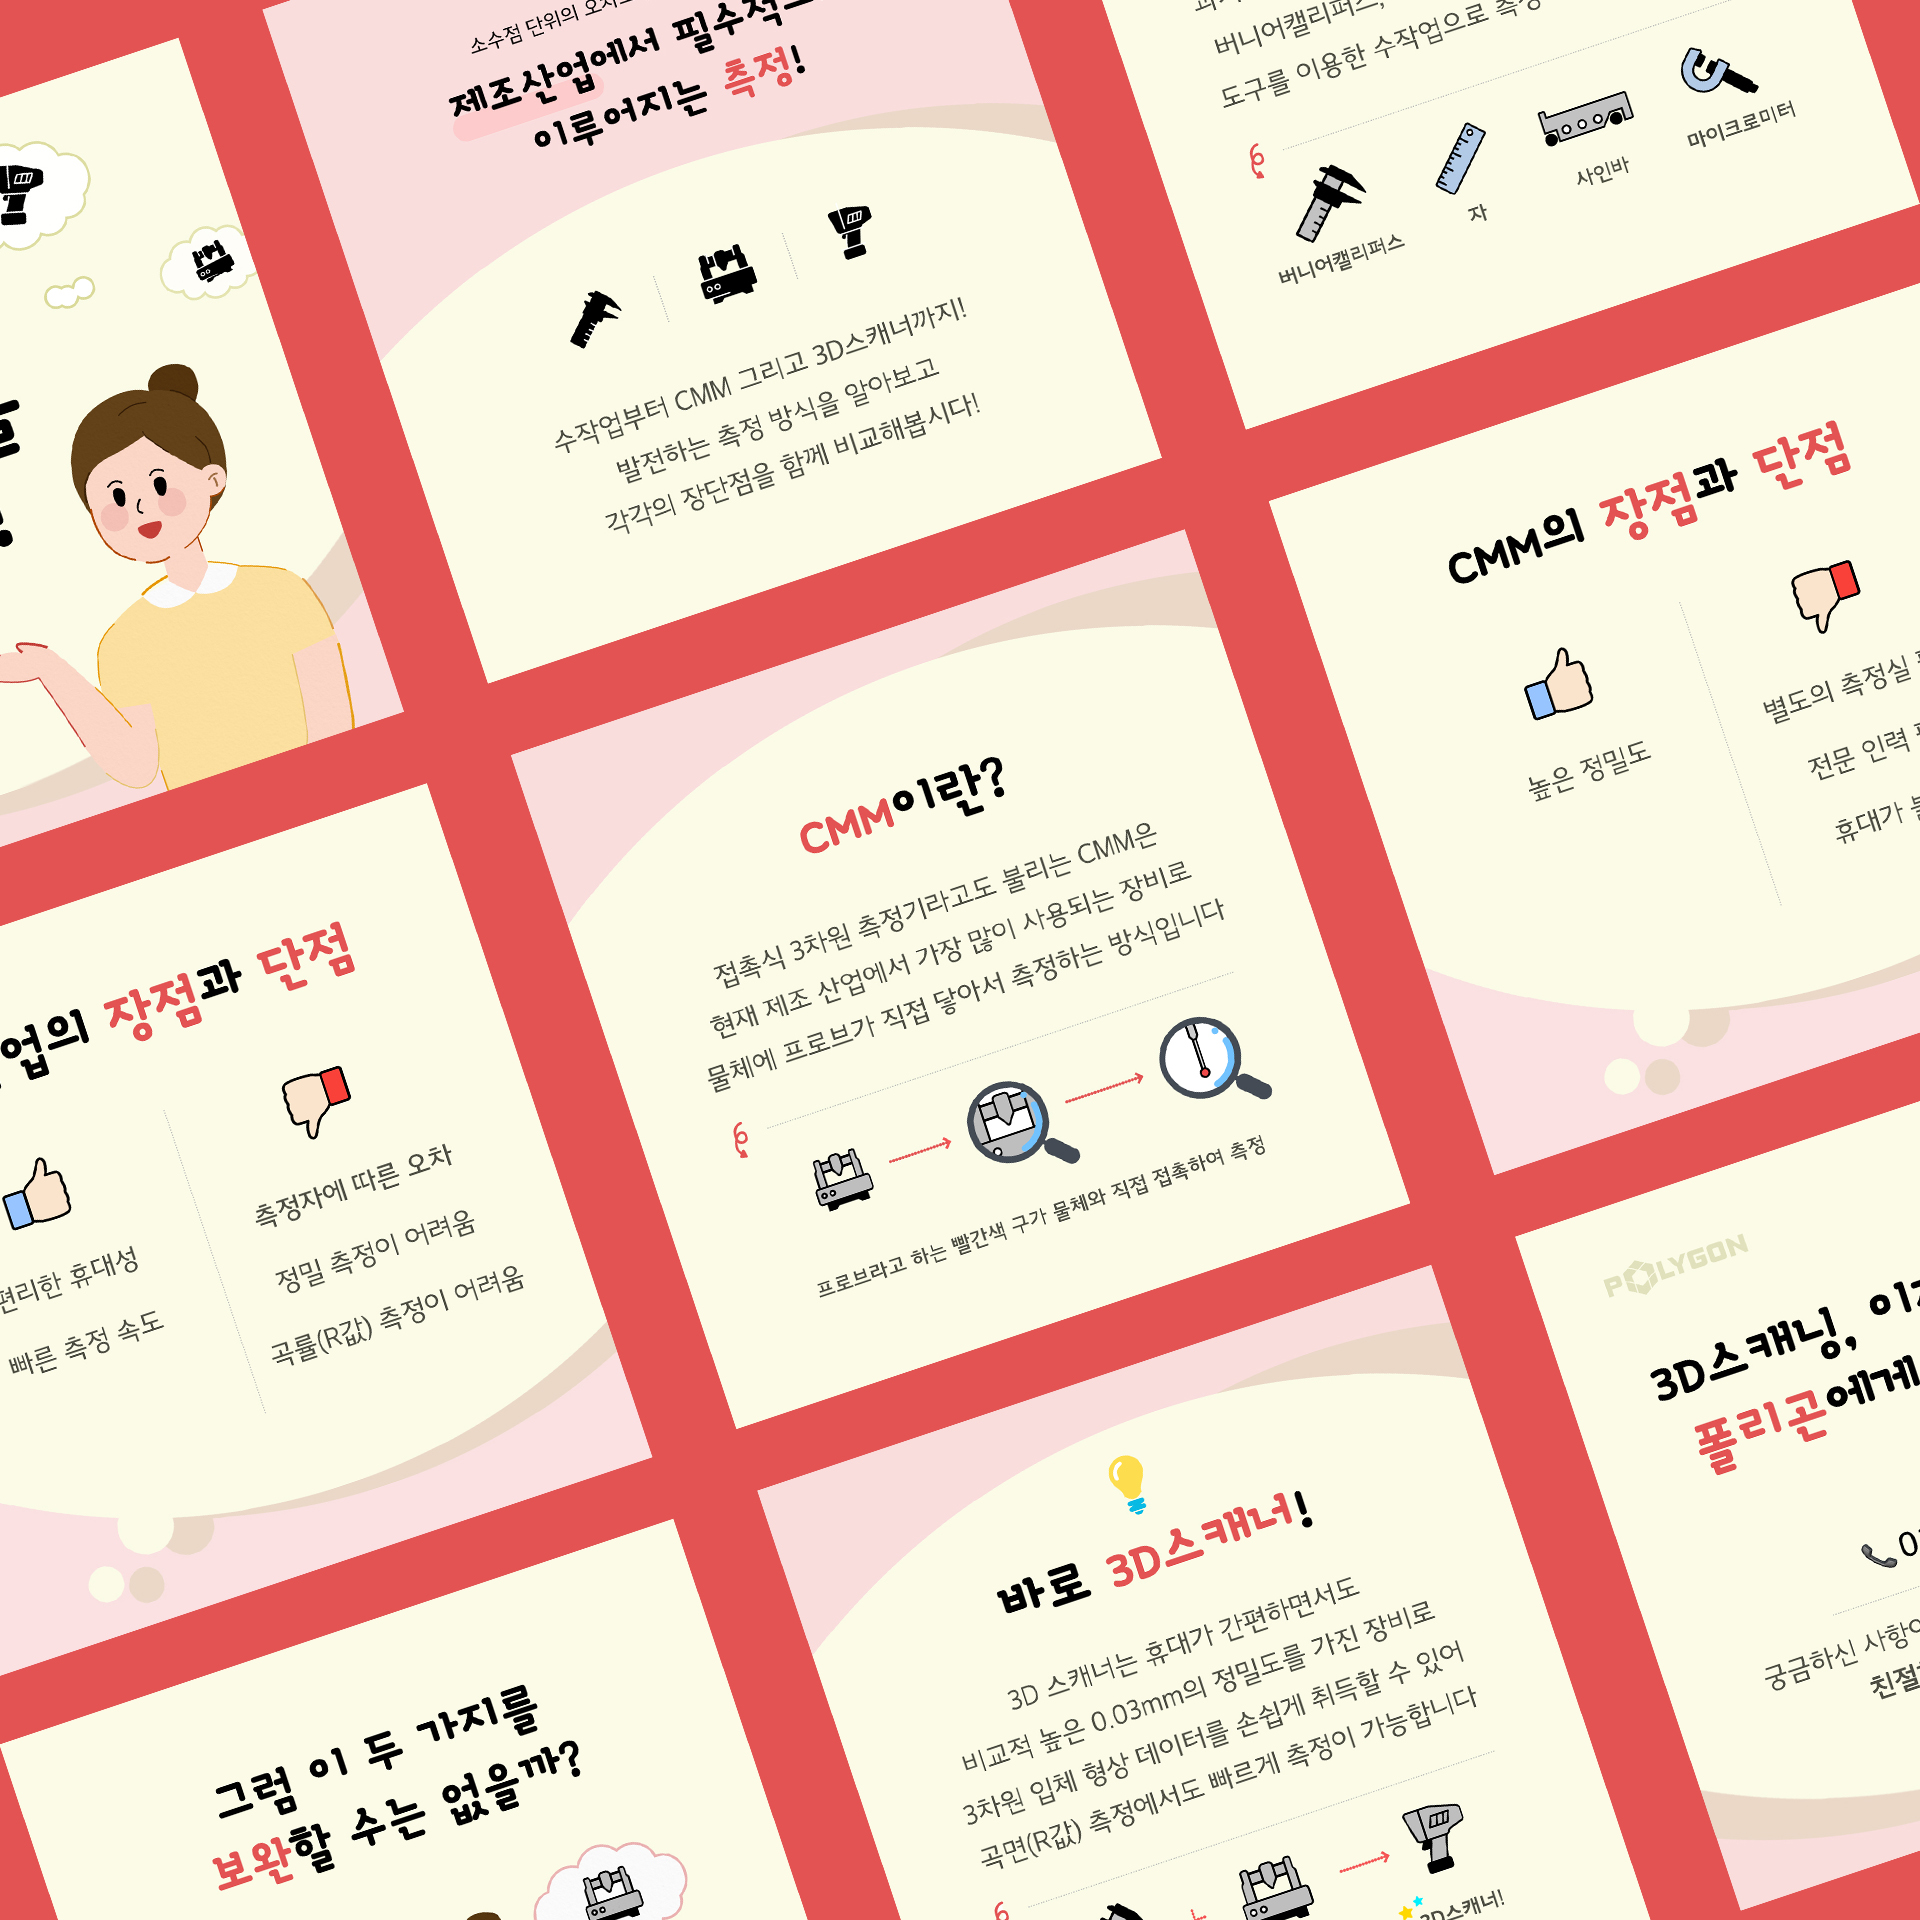 소수점 단위의
제조산업에서 필수적으
이루어지는 측정!
수작업부터 CMM 그리고 3D스캐너까지!
발전하는 측정 방식을 알아보고
각각의 장단점을 함께 비교해봅시다!
버니어캘리퍼스,
도구를 이용한 수작업으로 측정
버니어캘리퍼스
자
사인바
마이크로미터
CMM의 장점과 단점
높은 정밀도
별도의 측정실
전문 인력
휴대가
CMM이란?
접촉식 3차원 측정기라고도 불리는 CMM은
현재 제조 산업에서 가장 많이 사용되는 장비로
물체에 프로브가 직접 닿아서 측정하는 방식입니다
프로브라고 하는 빨간색 구가 물체와 직접 접촉하여 측정
업의 장점과 단점
편리한 휴대성
빠른 측정 속도
측정자에 따른 오차
정밀 측정이 어려움
곡률(R값) 측정이 어려움
그럼 이 두 가지를
보완할 수는 없을까?
바로 3D스캐너!
3D 스캐너는 휴대가 간편하면서도
비교적 높은 0.03mm의 정밀도를 가진 장비로
3차원 입체 형상 데이터를 손쉽게 취득할 수 있어
곡면(R값) 측정에서도 빠르게 측정이 가능합니다
3D스캐너!
POLYGON
3D스캐닝, 이제
폴리곤에게
궁금하신 사항이
친절